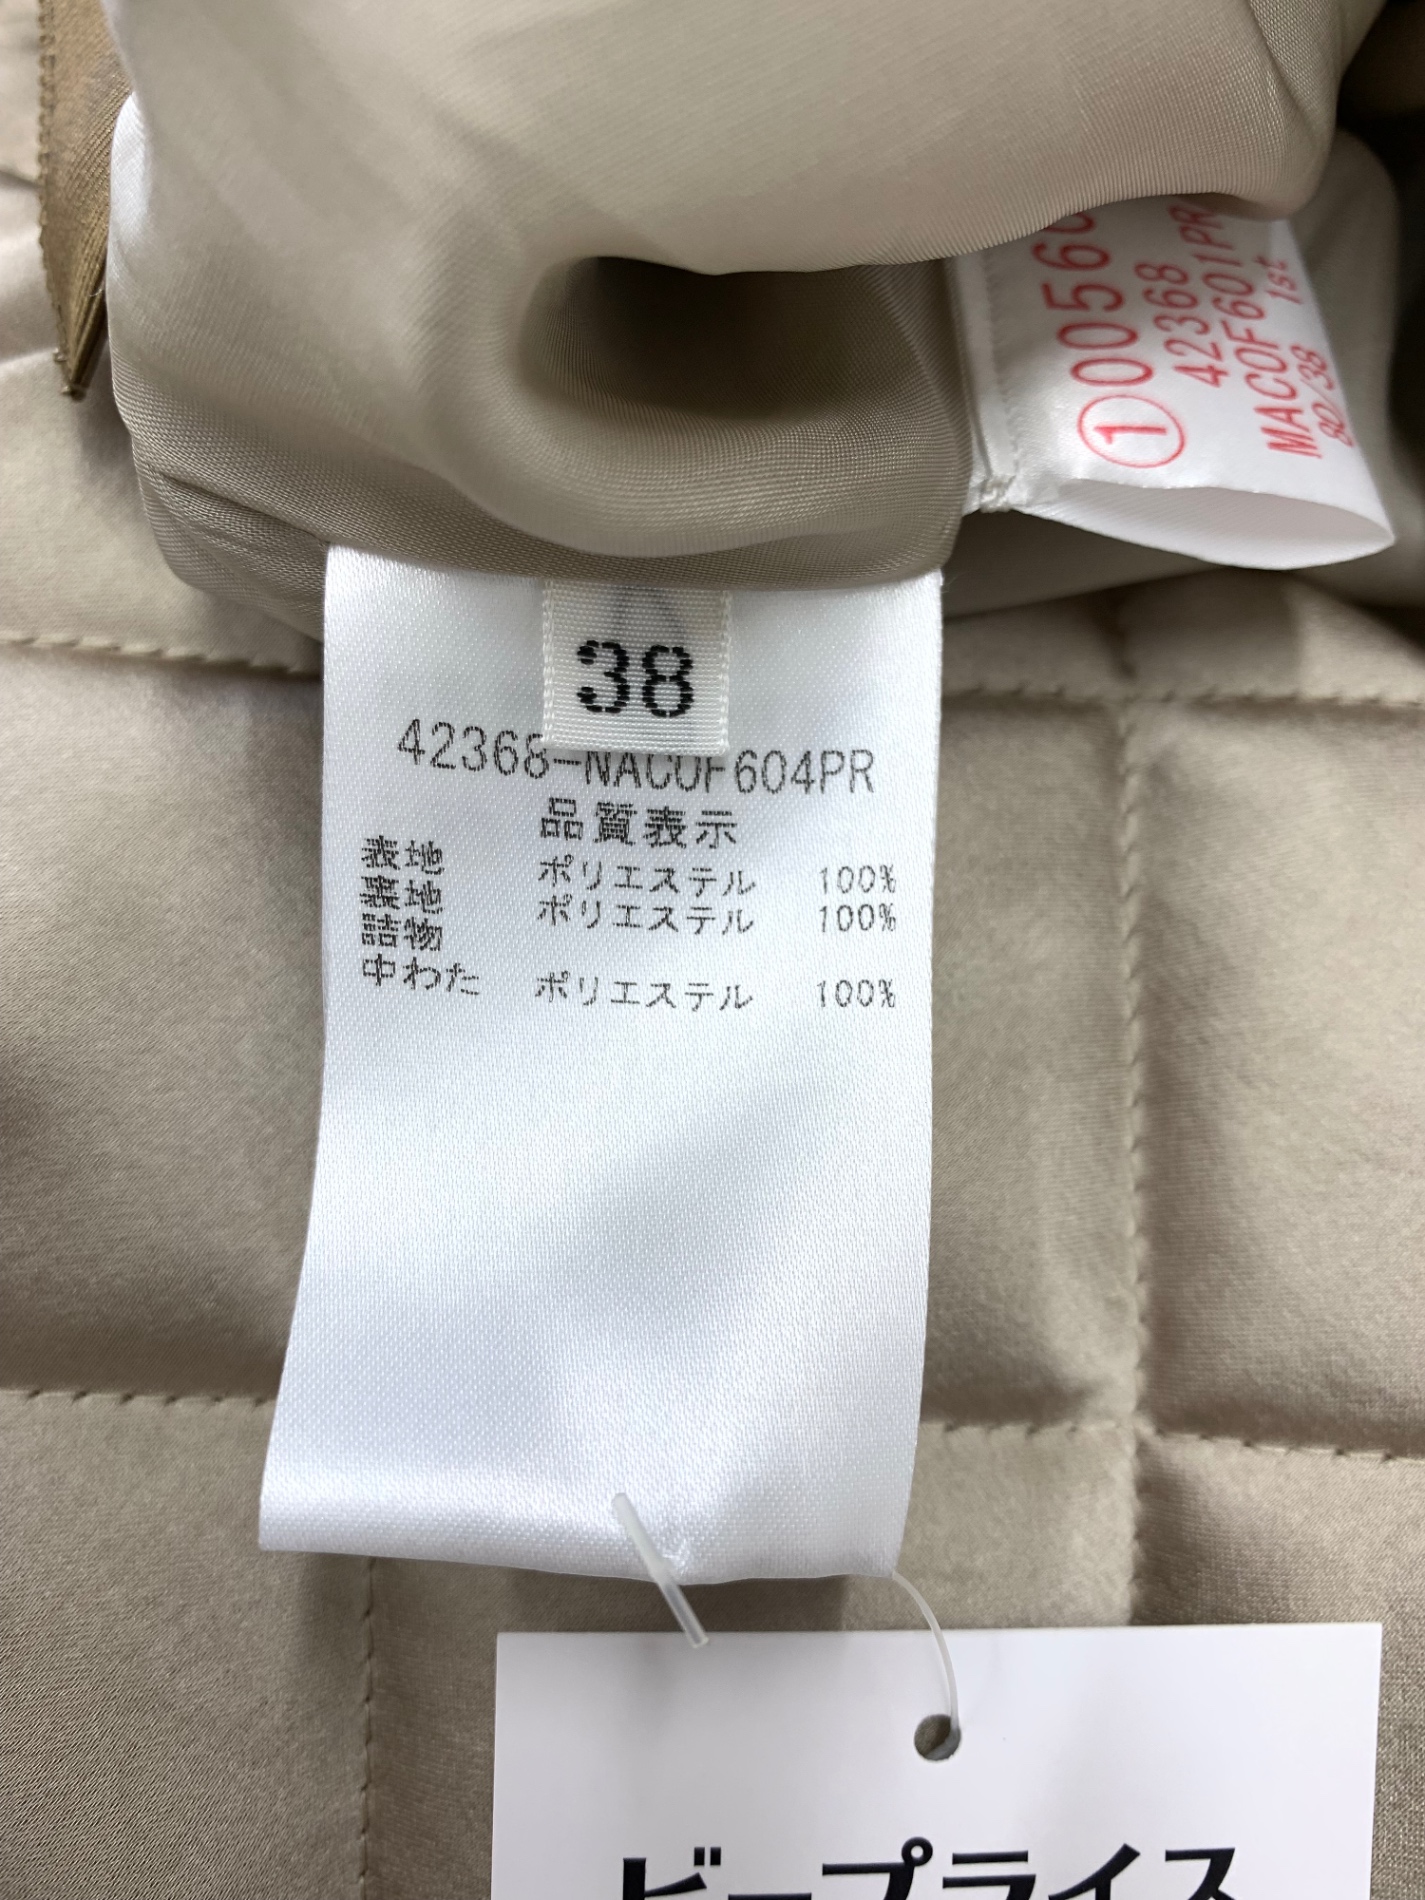 ①0056
42368
42368
MACOF601PR
80/38 1st
38
42368-NACOF604PR
品質表示
表地 ポリエステル 100%
裏地 ポリエステル 100%
詰物
中わた ポリエステル 100%
ビープライス